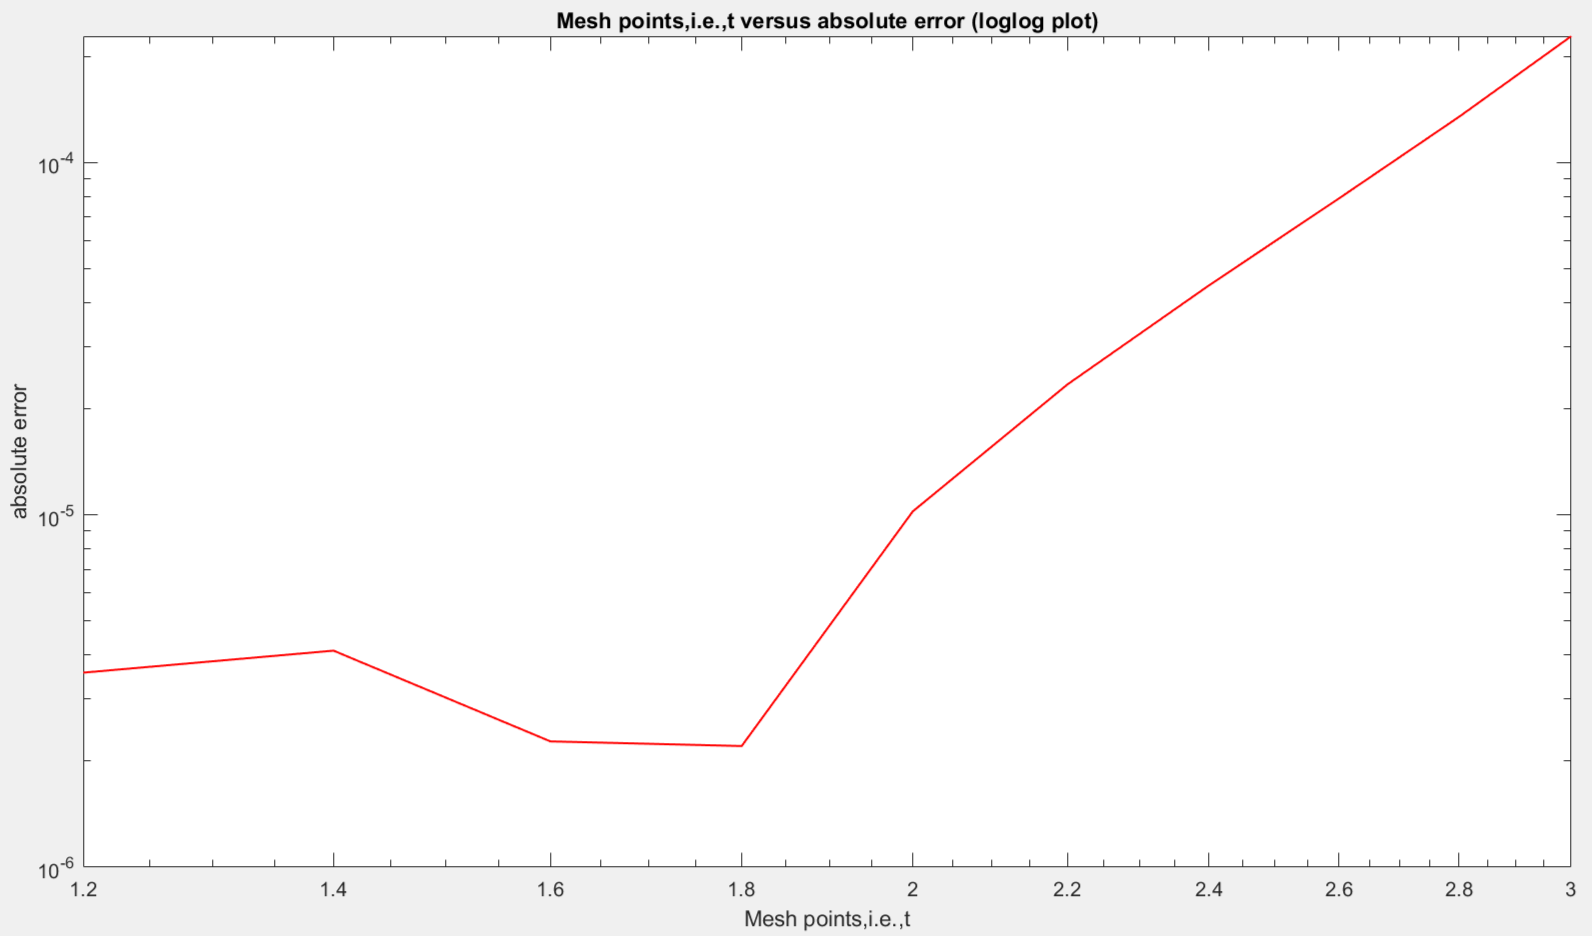 Mesh points,i.e.,t versus absolute error (loglog plot)
absolute error
10^-4
10^-5
10^-6
1.2 1.4 1.6 1.8 2 2.2 2.4 2.6 2.8 3
Mesh points,i.e.,t